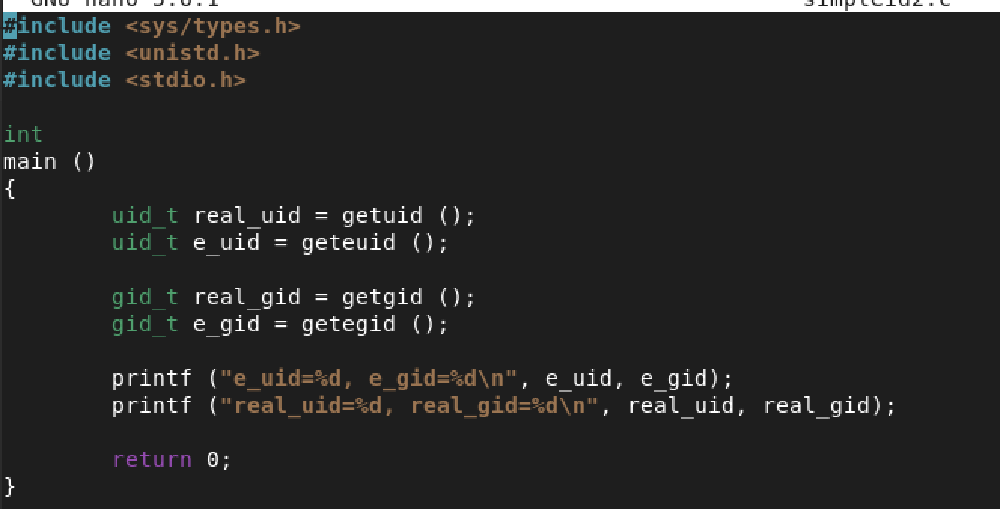 GNU nano 5.6.1 simpleid2.c
#include <sys/types.h>
#include <unistd.h>
#include <stdio.h>
int
main ()
{
uid_t real_uid = getuid ();
uid_t e_uid = geteuid ();
gid_t real_gid = getgid ();
gid_t e_gid = getegid ();
printf ("e_uid=%d, e_gid=%d\n", e_uid, e_gid);
printf ("real_uid=%d, real_gid=%d\n", real_uid, real_gid);
return 0;
}